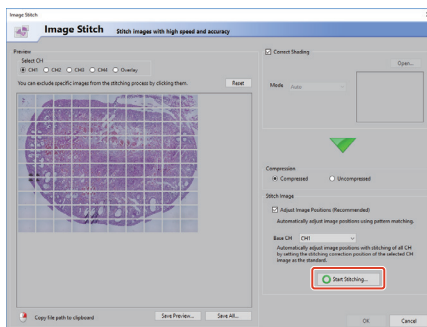 Image Stitch
Image Stitch Stitch images with high speed and accuracy
Preview
Select CH
CH1 CH2 CH3 CH4 Overlay
You can exclude specific images from the stitching process by clicking them.
Reset
2
Copy file path to clipboard
Save Preview...
Save All...
Correct Shading
Open...
Mode Auto
Compression
Compressed Uncompressed
Stitch Image
Adjust Image Positions (Recommended)
Automatically adjust image positions using pattern matching.
Base CH CH1
Automatically adjust image positions with stitching of all CH
by setting the stitching correction position of the selected CH
image as the standard.
Start Stitching...
OK Cancel